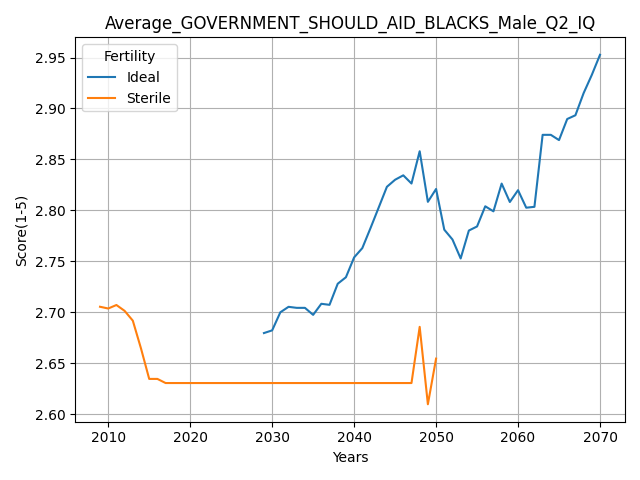 Average_GOVERNMENT_SHOULD_AID_BLACKS_Male_Q2_IQ
Fertility
Ideal
Sterile
2.95
2.90
2.85
2.80
2.75
2.70
2.65
2.60
Score(1-5)
2010 2020 2030 2040 2050 2060 2070
Years